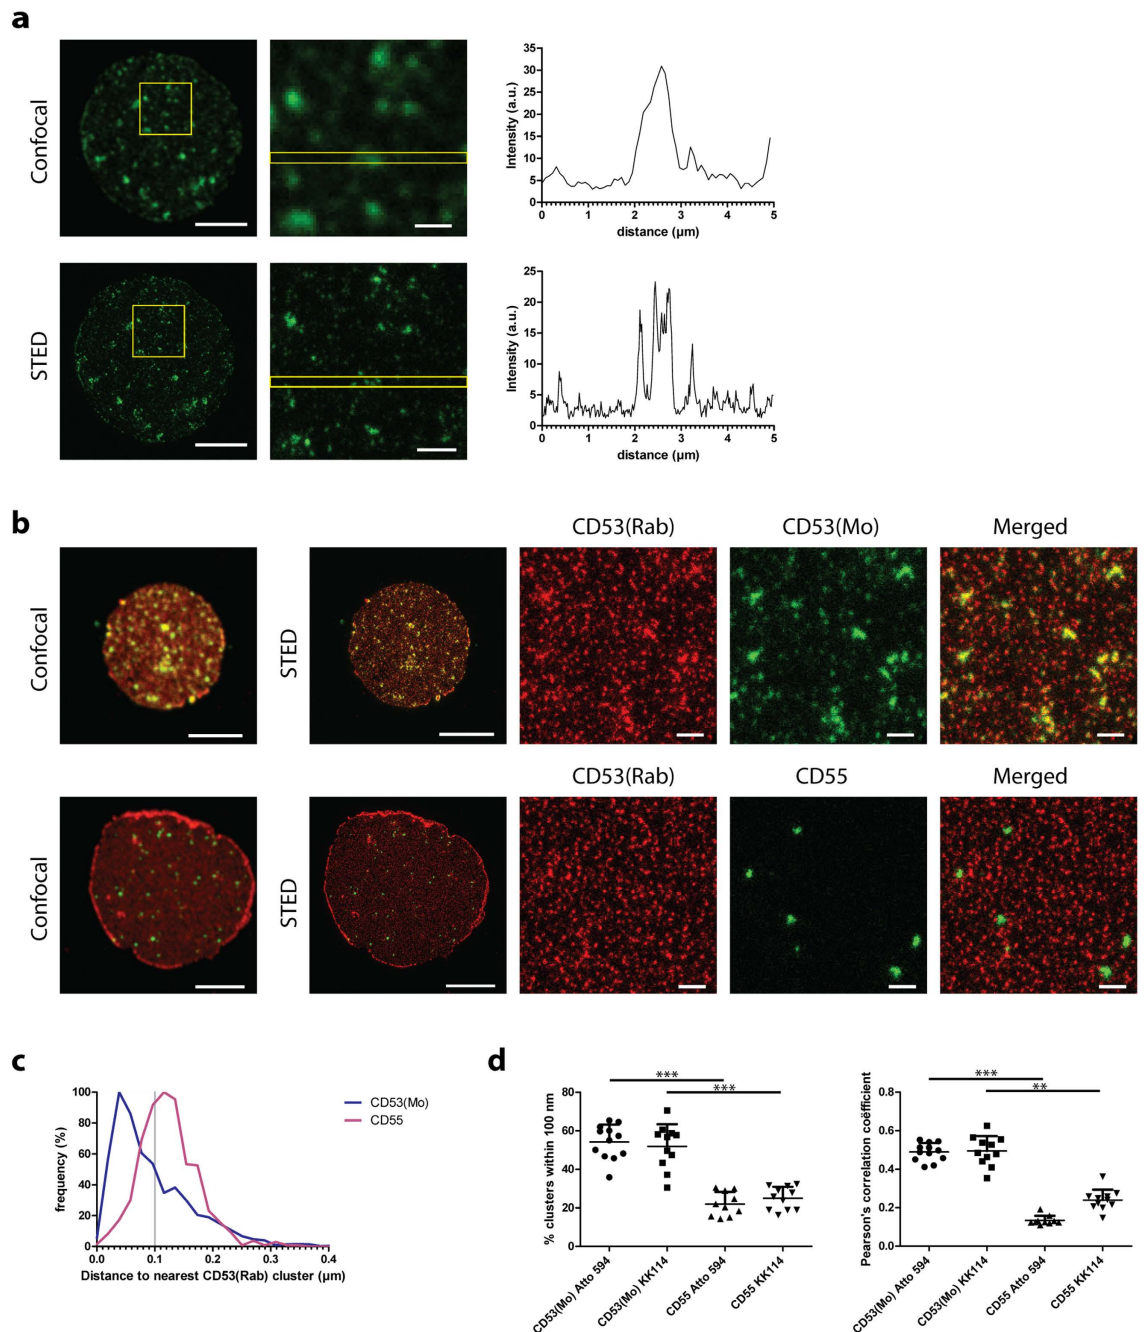 a
Confocal
35
30
25
20
15
10
5
0
Intensity (a.u.)
0 1 2 3 4 5
distance (µm)
STED
25
20
15
10
5
0
Intensity (a.u.)
0 1 2 3 4 5
distance (µm)
b
CD53(Rab) CD53(Mo) Merged
Confocal
STED
CD53(Rab) CD55 Merged
Confocal
STED
c
100
80
60
40
20
0
frequency (%)
CD53(Mo)
CD55
0.0 0.1 0.2 0.3 0.4
Distance to nearest CD53(Rab) cluster (µm)
d
***
***
80
60
40
20
0
% clusters within 100 nm
CD53(Mo) Atto 594
CD53(Mo) KK114
CD55 Atto 594
CD55 KK114
***
**
0.8
0.6
0.4
0.2
0.0
Pearson's correlation coëfficient
CD53(Mo) Atto 594
CD53(Mo) KK114
CD55 Atto 594
CD55 KK114